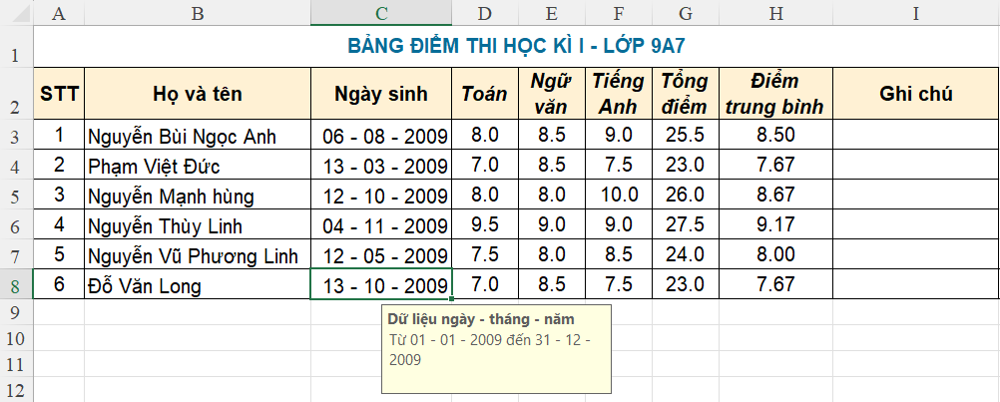 A B C D E F G H I
1 BẢNG ĐIỂM THI HỌC KÌ I - LỚP 9A7
2 STT Họ và tên Ngày sinh Toán Ngữ văn Tiếng Anh Tổng điểm Điểm trung bình Ghi chú
3 1 Nguyễn Bùi Ngọc Anh 06 - 08 - 2009 8.0 8.5 9.0 25.5 8.50
4 2 Phạm Việt Đức 13 - 03 - 2009 7.0 8.5 7.5 23.0 7.67
5 3 Nguyễn Mạnh hùng 12 - 10 - 2009 8.0 8.0 10.0 26.0 8.67
6 4 Nguyễn Thùy Linh 04 - 11 - 2009 9.5 9.0 9.0 27.5 9.17
7 5 Nguyễn Vũ Phương Linh 12 - 05 - 2009 7.5 8.0 8.5 24.0 8.00
8 6 Đỗ Văn Long 13 - 10 - 2009 7.0 8.5 7.5 23.0 7.67
9 Dữ liệu ngày - tháng - năm
10 Từ 01 - 01 - 2009 đến 31 - 12 -
11 2009
12